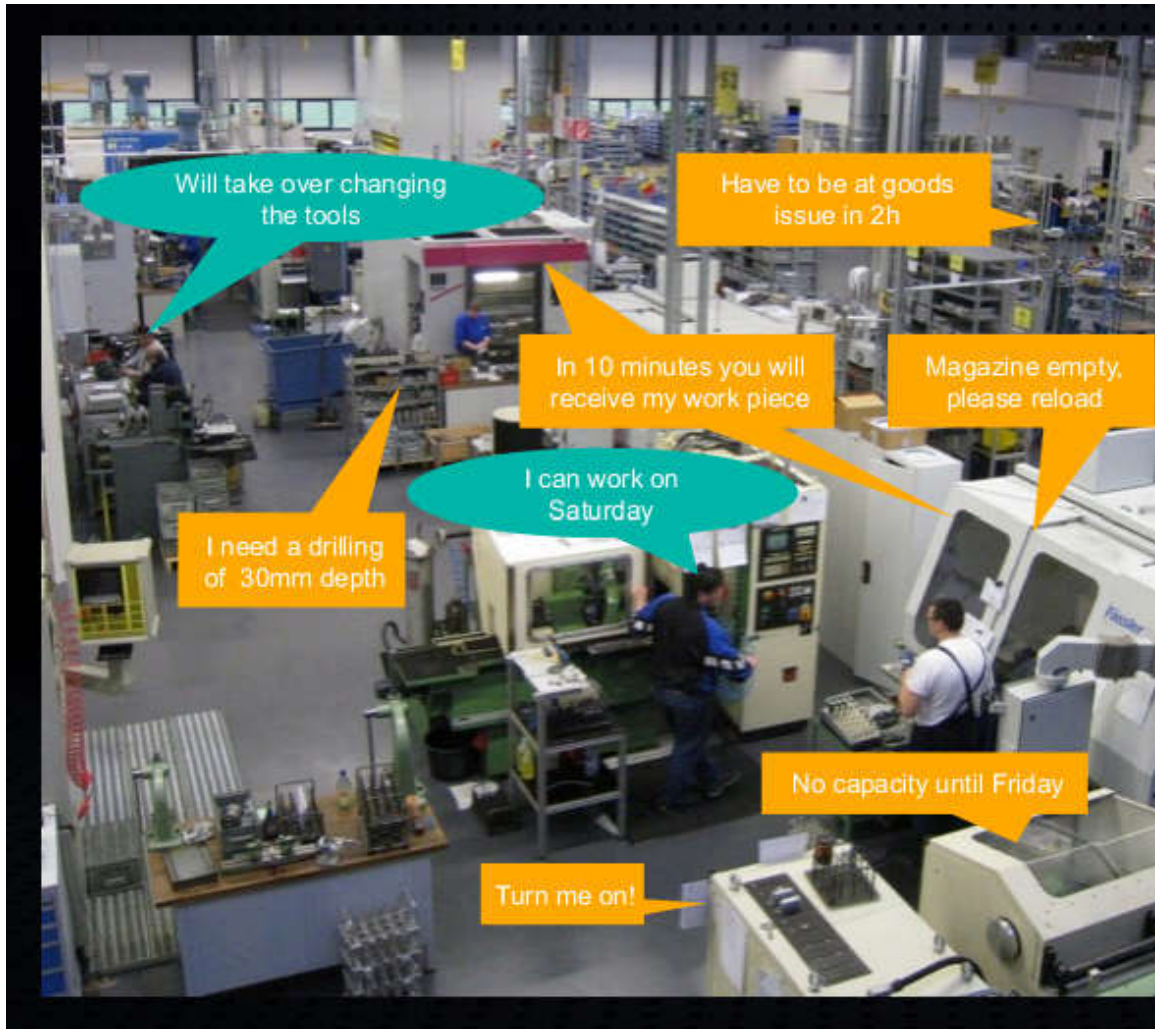 Will take over changing
the tools
Have to be at goods
issue in 2h
In 10 minutes you will
receive my work piece
Magazine empty,
please reload
I can work on
Saturday
I need a drilling
of 30mm depth
Fässler
No capacity until Friday
Turn me on!